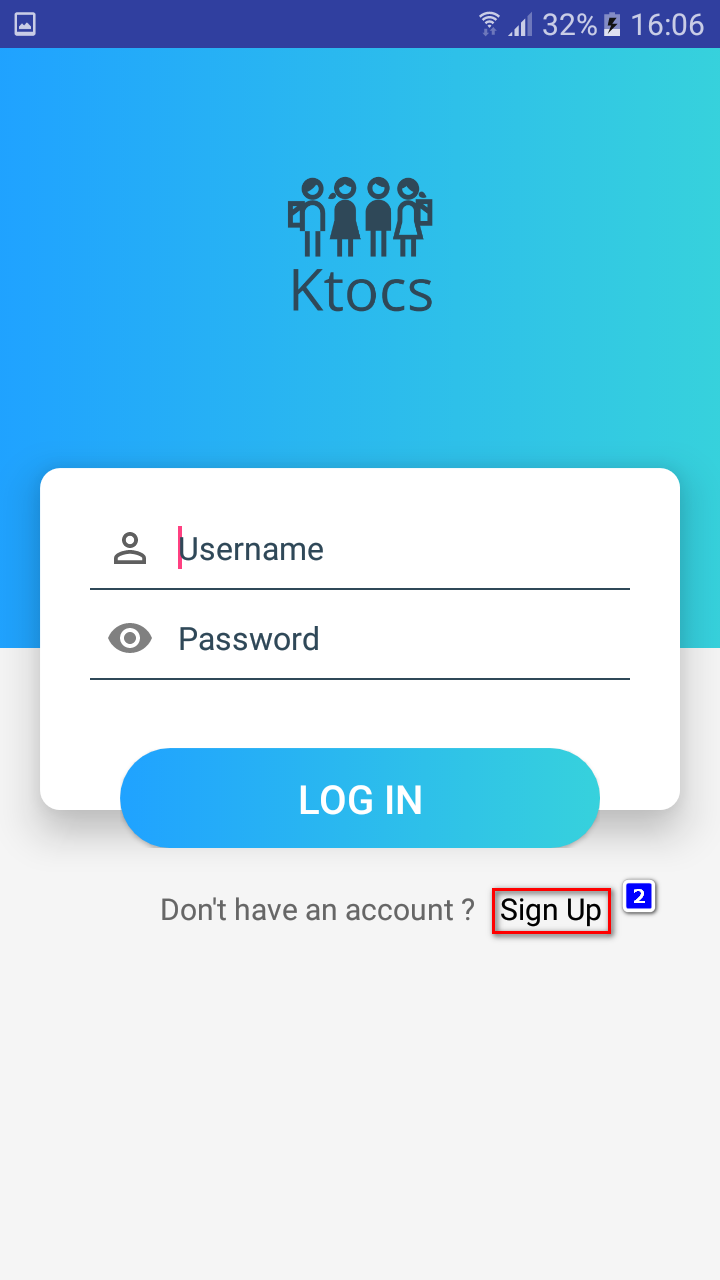 32% 16:06
Ktocs
Username
Password
LOG IN
Don't have an account ? Sign Up 2